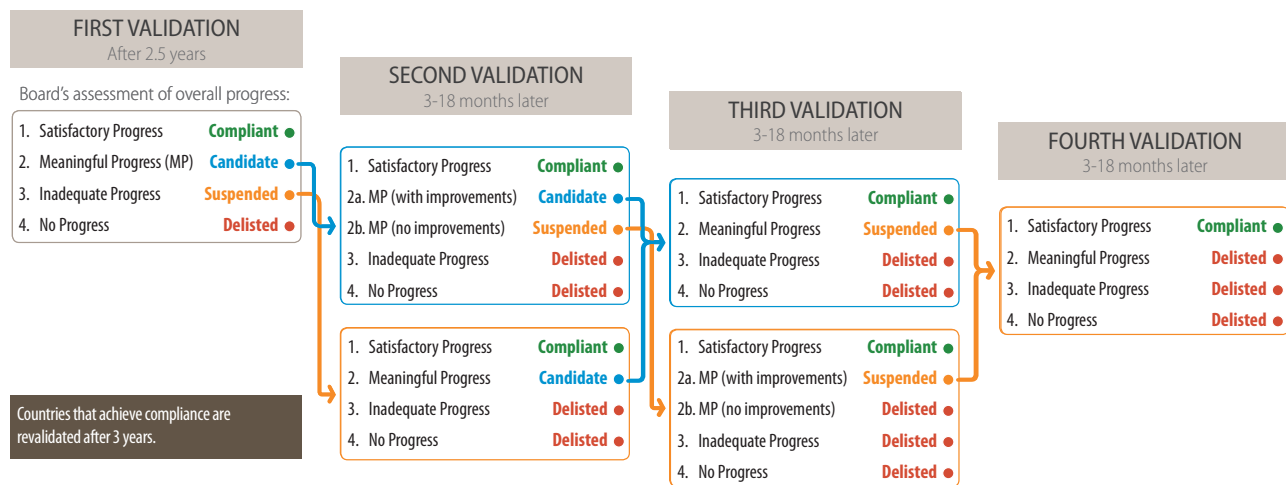 FIRST VALIDATION
After 2.5 years
Board's assessment of overall progress:
1. Satisfactory Progress Compliant
2. Meaningful Progress (MP) Candidate
3. Inadequate Progress Suspended
4. No Progress Delisted
Countries that achieve compliance are
revalidated after 3 years.
SECOND VALIDATION
3-18 months later
1. Satisfactory Progress Compliant
2a. MP (with improvements) Candidate
2b. MP (no improvements) Suspended
3. Inadequate Progress Delisted
4. No Progress Delisted
1. Satisfactory Progress Compliant
2. Meaningful Progress Candidate
3. Inadequate Progress Delisted
4. No Progress Delisted
THIRD VALIDATION
3-18 months later
1. Satisfactory Progress Compliant
2. Meaningful Progress Suspended
3. Inadequate Progress Delisted
4. No Progress Delisted
1. Satisfactory Progress Compliant
2a. MP (with improvements) Suspended
2b. MP (no improvements) Delisted
3. Inadequate Progress Delisted
4. No Progress Delisted
FOURTH VALIDATION
3-18 months later
1. Satisfactory Progress Compliant
2. Meaningful Progress Delisted
3. Inadequate Progress Delisted
4. No Progress Delisted